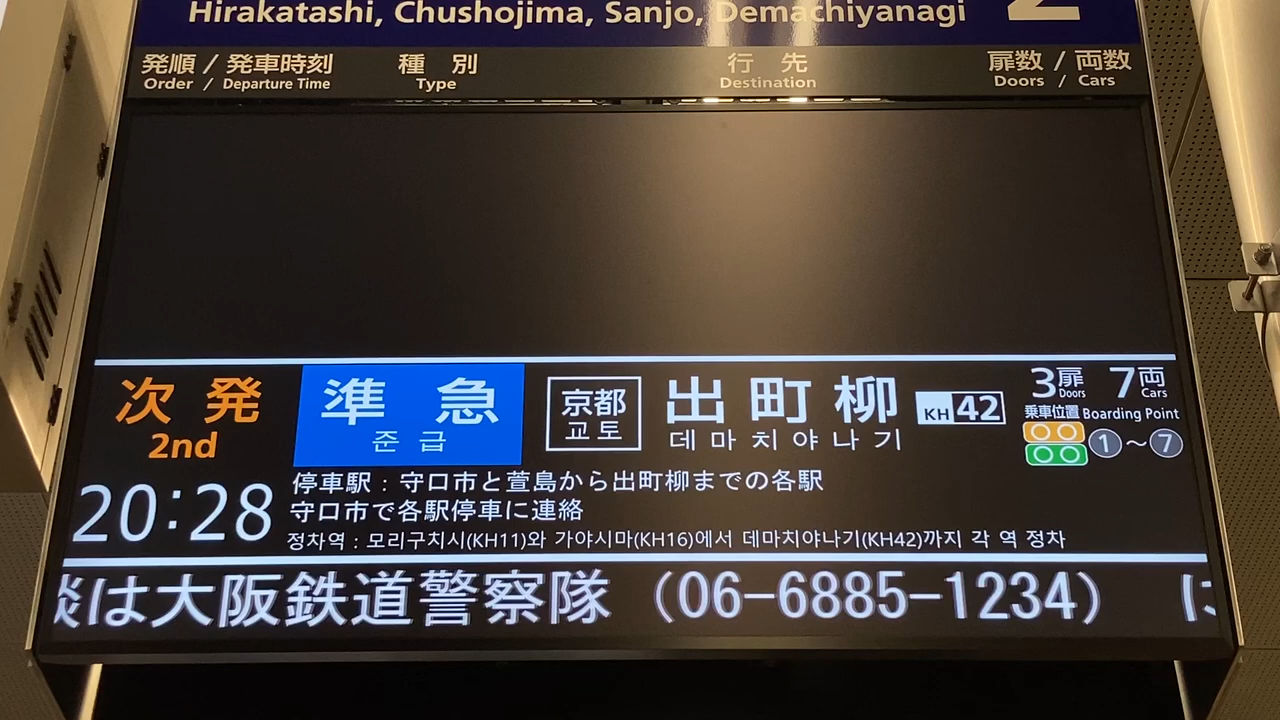 Hirakatashi, Chushojima, Sanjo, Demachiyanagi 2
発順 / 発車時刻 種別 行先 扉数 / 両数
Order / Departure Time Type Destination Doors / Cars
次発 準急 京都 出町柳 KH 42 3扉 Doors 7両 Cars
2nd 준급 교토 데마치야나기 乗車位置 Boarding Point
○○ ○○ 1~7
20:28 停車駅:守口市と萱島から出町柳までの各駅
守口市で各駅停車に連絡
정차역 : 모리구치시(KH11)와 가야시마(KH16)에서 데마치야나기(KH42)까지 각 역 정차
談は大阪鉄道警察隊(06-6885-1234)